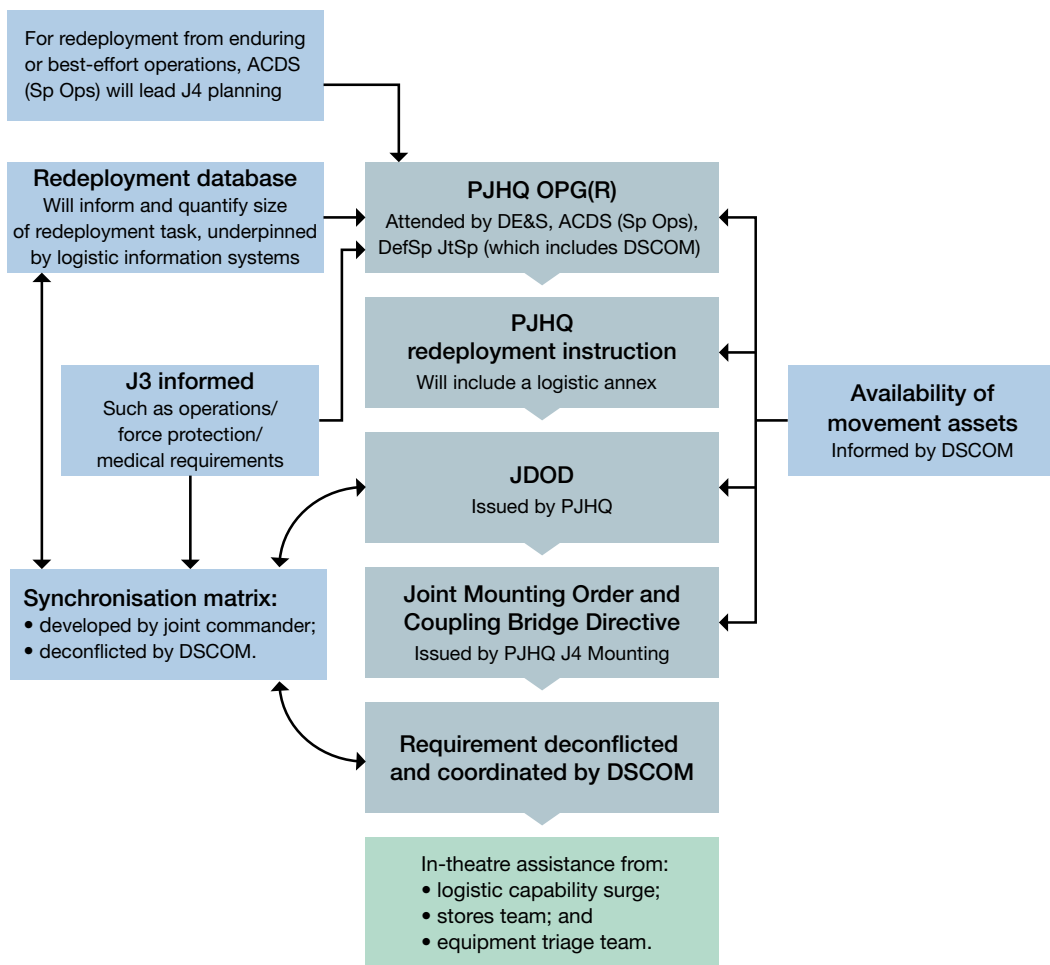 For redeployment from enduring
or best-effort operations, ACDS
(Sp Ops) will lead J4 planning
Redeployment database
Will inform and quantify size
of redeployment task, underpinned
by logistic information systems
PJHQ OPG(R)
Attended by DE&S, ACDS (Sp Ops),
DefSp JtSp (which includes DSCOM)
PJHQ
redeployment instruction
Will include a logistic annex
J3 informed
Such as operations/
force protection/
medical requirements
Availability of
movement assets
Informed by DSCOM
JDOD
Issued by PJHQ
Synchronisation matrix:
• developed by joint commander;
• deconflicted by DSCOM.
Joint Mounting Order and
Coupling Bridge Directive
Issued by PJHQ J4 Mounting
Requirement deconflicted
and coordinated by DSCOM
In-theatre assistance from:
• logistic capability surge;
• stores team; and
• equipment triage team.